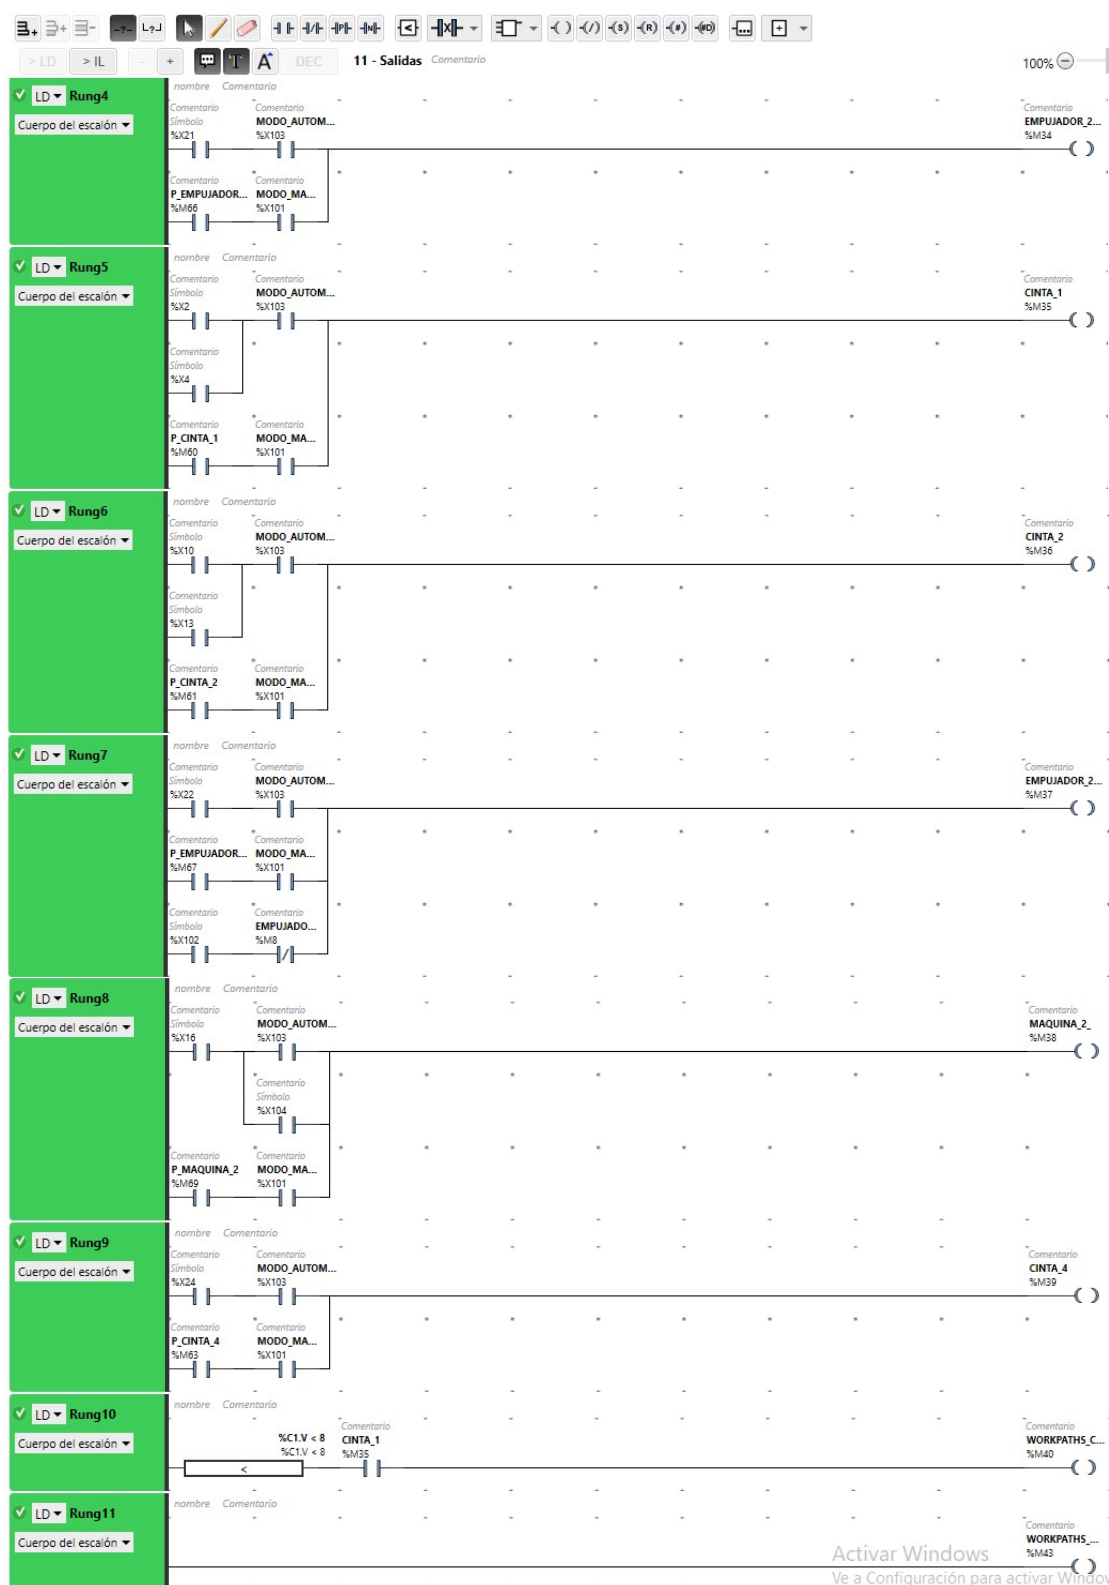 > LD > IL - + T A DEC 11 - Salidas Comentario 100%
LD Rung4
Cuerpo del escalón
nombre Comentario
Comentario Comentario Comentario
Símbolo MODO_AUTOM... EMPUJADOR_2...
%X21 %X103 %M34
Comentario Comentario
P_EMPUJADOR... MODO_MA...
%M66 %X101
LD Rung5
Cuerpo del escalón
nombre Comentario
Comentario Comentario Comentario
Símbolo MODO_AUTOM... CINTA_1
%X2 %X103 %M35
Comentario
Símbolo
%X4
Comentario Comentario
P_CINTA_1 MODO_MA...
%M60 %X101
LD Rung6
Cuerpo del escalón
nombre Comentario
Comentario Comentario Comentario
Símbolo MODO_AUTOM... CINTA_2
%X10 %X103 %M36
Comentario
Símbolo
%X13
Comentario Comentario
P_CINTA_2 MODO_MA...
%M61 %X101
LD Rung7
Cuerpo del escalón
nombre Comentario
Comentario Comentario Comentario
Símbolo MODO_AUTOM... EMPUJADOR_2...
%X22 %X103 %M37
Comentario Comentario
P_EMPUJADOR... MODO_MA...
%M67 %X101
Comentario Comentario
Símbolo EMPUJADO...
%X102 %M8
LD Rung8
Cuerpo del escalón
nombre Comentario
Comentario Comentario Comentario
Símbolo MODO_AUTOM... MAQUINA_2_
%X16 %X103 %M38
Comentario
Símbolo
%X104
Comentario Comentario
P_MAQUINA_2 MODO_MA...
%M69 %X101
LD Rung9
Cuerpo del escalón
nombre Comentario
Comentario Comentario Comentario
Símbolo MODO_AUTOM... CINTA_4
%X24 %X103 %M39
Comentario Comentario
P_CINTA_4 MODO_MA...
%M63 %X101
LD Rung10
Cuerpo del escalón
nombre Comentario
Comentario Comentario
%C1.V < 8 CINTA_1 WORKPATHS_C...
%C1.V < 8 %M35 %M40
<
LD Rung11
Cuerpo del escalón
nombre Comentario
Comentario
WORKPATHS_...
%M43
Activar Windows
Ve a Configuración para activar Window